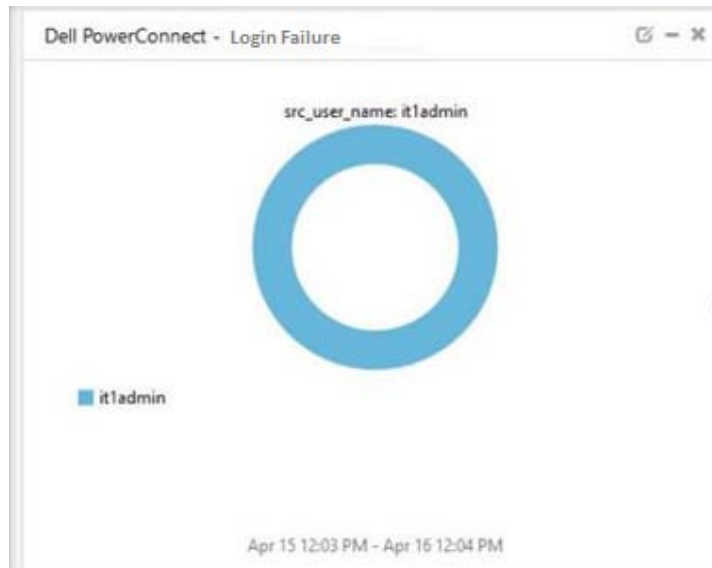 Dell PowerConnect - Login Failure
src_user_name: it1admin
it1admin
Apr 15 12:03 PM - Apr 16 12:04 PM